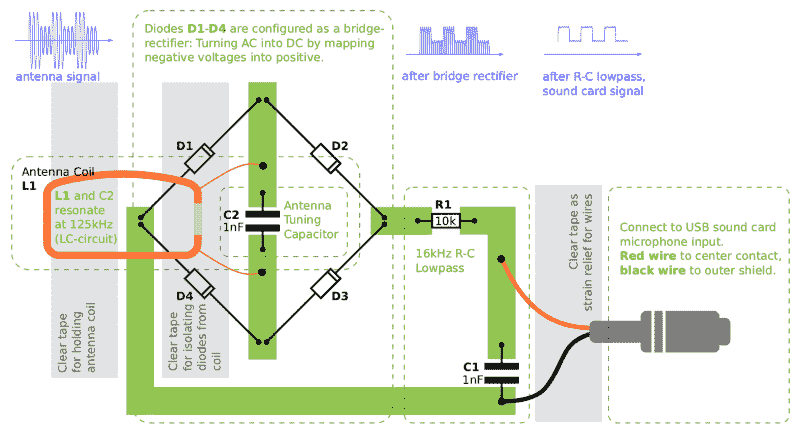 antenna signal
Diodes D1-D4 are configured as a bridge-
rectifier: Turning AC into DC by mapping
negative voltages into positive.
after bridge rectifier
after R-C lowpass,
sound card signal
D1
D2
Antenna Coil
L1
L1 and C2
resonate
at 125kHz
(LC-circuit)
C2
1nF
Antenna
Tuning
Capacitor
R1
10k
16kHz R-C
Lowpass
D4
D3
Clear tape
for holding
antenna coil
Clear tape
for isolating
diodes from
coil
C1
1nF
Clear tape as
strain relief for wires
Connect to USB sound card
microphone input.
Red wire to center contact,
black wire to outer shield.